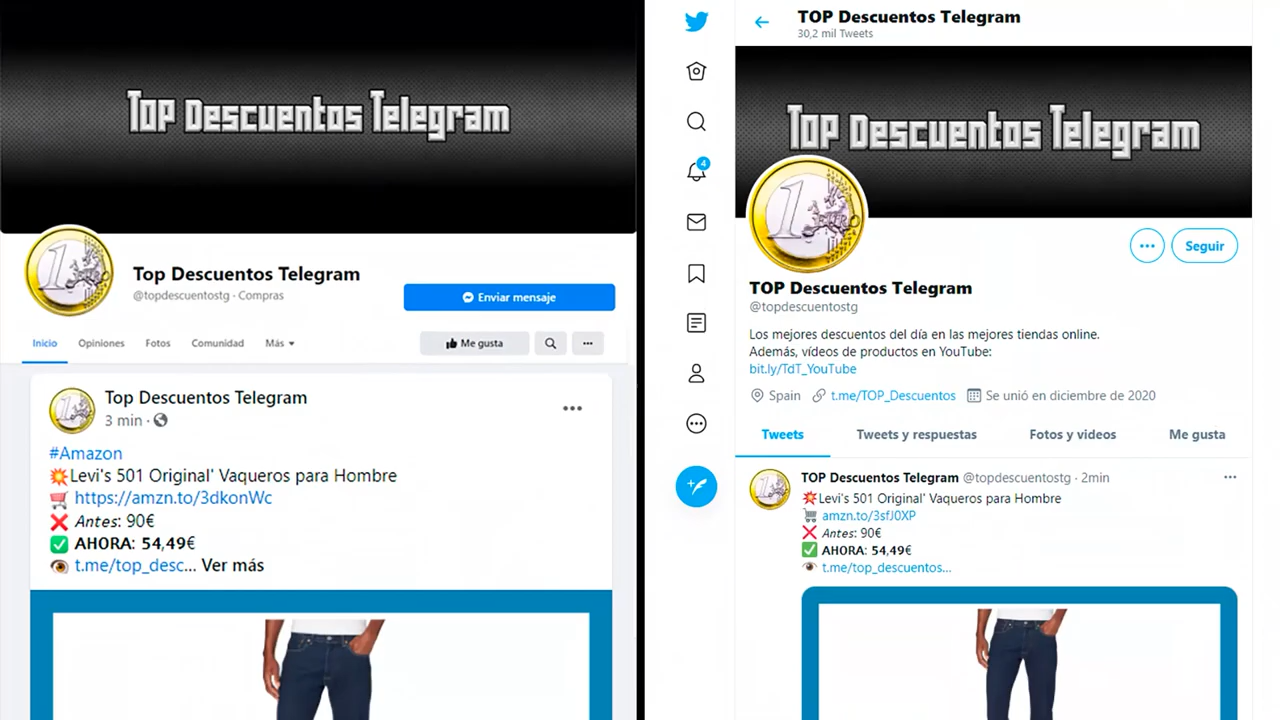 Top Descuentos Telegram
Top Descuentos Telegram
@topdescuentostg · Compras
Enviar mensaje
Inicio
Opiniones
Fotos
Comunidad
Más
Me gusta
Top Descuentos Telegram
3 min ·
#Amazon
💥Levi's 501 Original' Vaqueros para Hombre
🛒 https://amzn.to/3dkonWc
❌ Antes: 90€
✅ AHORA: 54,49€
👁 t.me/top_desc... Ver más
TOP Descuentos Telegram
30,2 mil Tweets
Top Descuentos Telegram
4
1
EURO
Seguir
TOP Descuentos Telegram
@topdescuentostg
Los mejores descuentos del día en las mejores tiendas online.
Además, vídeos de productos en YouTube:
bit.ly/TdT_YouTube
Spain t.me/TOP_Descuentos Se unió en diciembre de 2020
Tweets
Tweets y respuestas
Fotos y videos
Me gusta
TOP Descuentos Telegram @topdescuentostg · 2min
💥Levi's 501 Original' Vaqueros para Hombre
🛒 amzn.to/3sfJ0XP
❌ Antes: 90€
✅ AHORA: 54,49€
👁 t.me/top_descuentos...